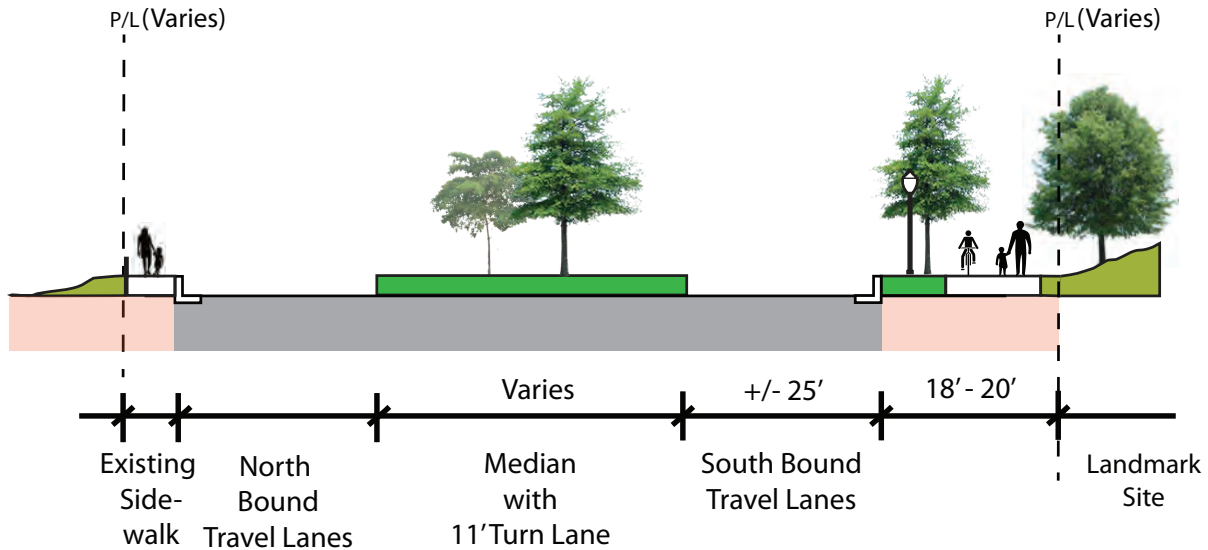 P/L (Varies)
P/L (Varies)
Varies
+/- 25'
18' - 20'
Existing
Side-
walk
North
Bound
Travel Lanes
Median
with
11' Turn Lane
South Bound
Travel Lanes
Landmark
Site